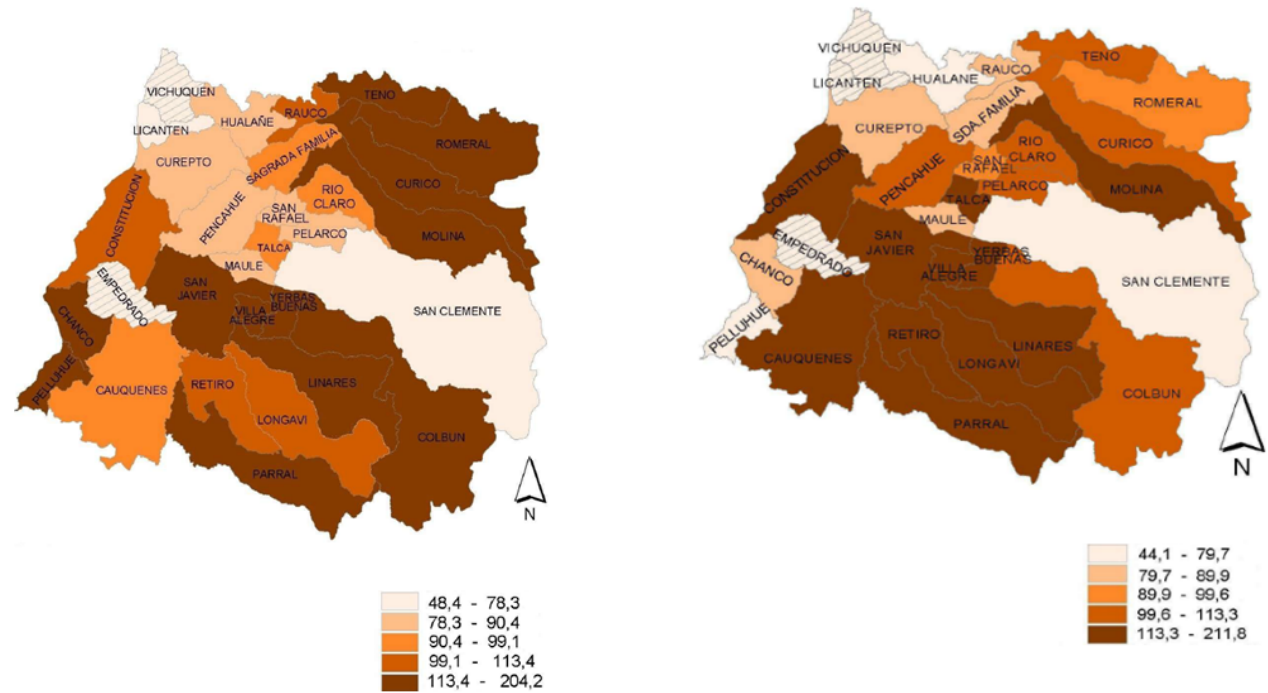 VICHUQUEN
LICANTEN
HUALAÑE
RAUCO
TENO
CUREPTO
SAGRADA FAMILIA
ROMERAL
CURICO
CONSTITUCION
PENCAHUE
SAN
RAFAEL
RIO
CLARO
PELARCO
MOLINA
TALCA
MAULE
EMPEDRADO
SAN
JAVIER
VILLA
ALEGRE
YERBAS
BUENAS
SAN CLEMENTE
CHANCO
PELLUHUE
CAUQUENES
RETIRO
LONGAVI
LINARES
COLBUN
PARRAL
N
48,4 - 78,3
78,3 - 90,4
90,4 - 99,1
99,1 - 113,4
113,4 - 204,2
VICHUQUEN
LICANTEN
HUALANE
RAUCO
TENO
ROMERAL
CUREPTO
SDA.FAMILIA
CURICO
CONSTITUCION
PENCAHUE
SAN
RAFAEL
RIO
CLARO
PELARCO
MOLINA
TALCA
MAULE
EMPEDRADO
SAN
JAVIER
VILLA
ALEGRE
YERBAS
BUENAS
SAN CLEMENTE
CHANCO
PELLUHUE
CAUQUENES
RETIRO
LONGAVI
LINARES
COLBUN
PARRAL
N
44,1 - 79,7
79,7 - 89,9
89,9 - 99,6
99,6 - 113,3
113,3 - 211,8